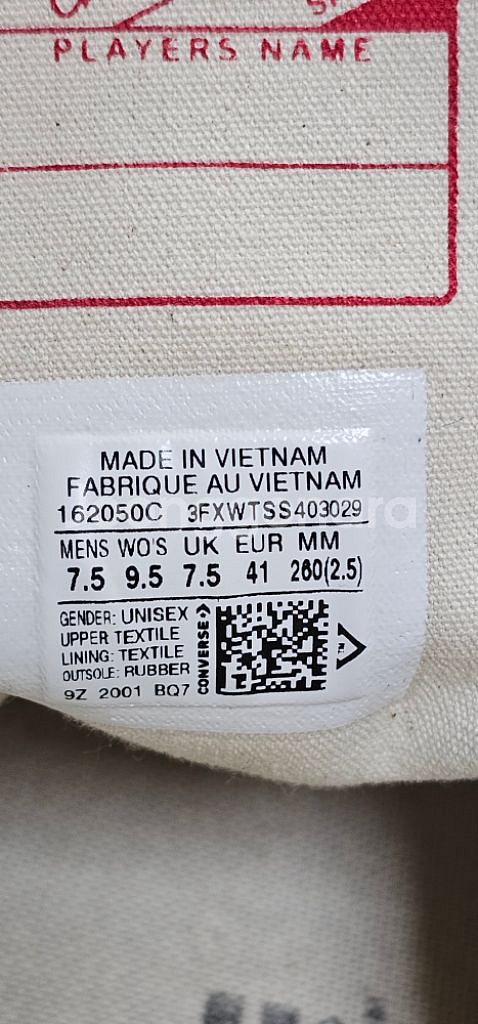 PLAYERS NAME
MADE IN VIETNAM
FABRIQUE AU VIETNAM
162050C 3FXWTSS403029
MENS WO'S UK EUR MM
7.5 9.5 7.5 41 260(2.5)
GENDER: UNISEX
UPPER TEXTILE
LINING: TEXTILE
OUTSOLE: RUBBER
9Z 2001 BQ7
CONVERSE
TM